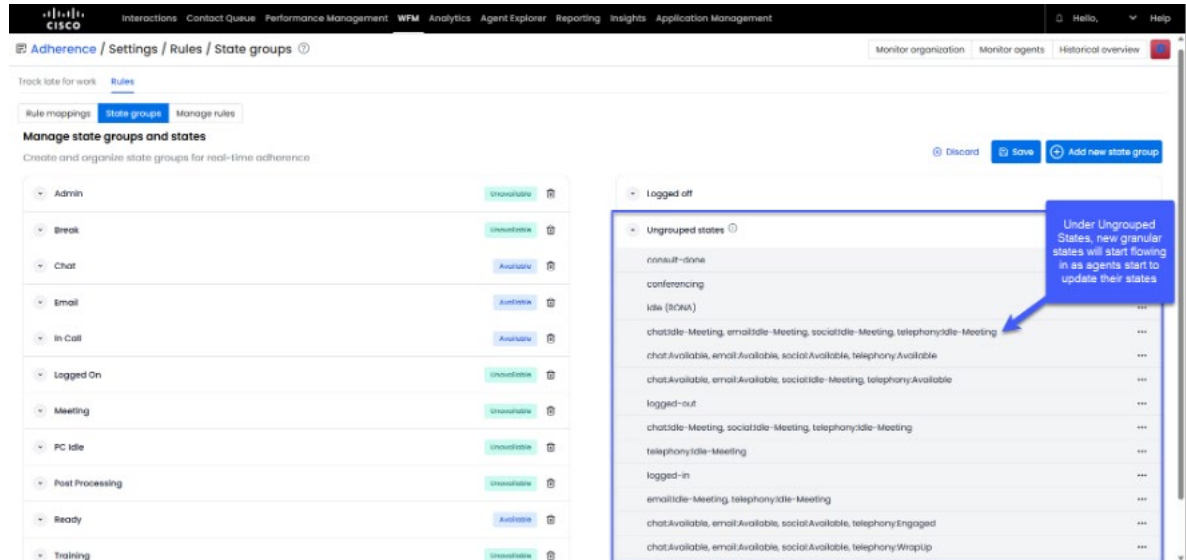 CISCO
Interactions Contact Queue Performance Management WFM Analytics Agent Explorer Reporting Insights Application Management
Hello,
Help
Adherence / Settings / Rules / State groups
Monitor organization
Monitor agents
Historical overview
Track late for work
Rules
Rule mappings
State groups
Manage rules
Manage state groups and states
Create and organize state groups for real-time adherence
Discard
Save
Add new state group
Admin
Unavailable
Break
Unavailable
Chat
Available
Email
Available
In Call
Available
Logged On
Unavailable
Meeting
Unavailable
PC Idle
Unavailable
Post Processing
Unavailable
Ready
Available
Training
Unavailable
Logged off
Ungrouped states
consult-done
conferencing
Idle (RONA)
chat:Idle-Meeting, email:Idle-Meeting, social:Idle-Meeting, telephony:Idle-Meeting
chat:Available, email:Available, social:Available, telephony:Available
chat:Available, email:Available, social:Idle-Meeting, telephony:Available
logged-out
chat:Idle-Meeting, social:Idle-Meeting, telephony:Idle-Meeting
telephony:Idle-Meeting
logged-in
email:Idle-Meeting, telephony:Idle-Meeting
chat:Available, email:Available, social:Available, telephony:Engaged
chat:Available, email:Available, social:Available, telephony:WrapUp
Under Ungrouped
States, new granular
states will start flowing
in as agents start to
update their states